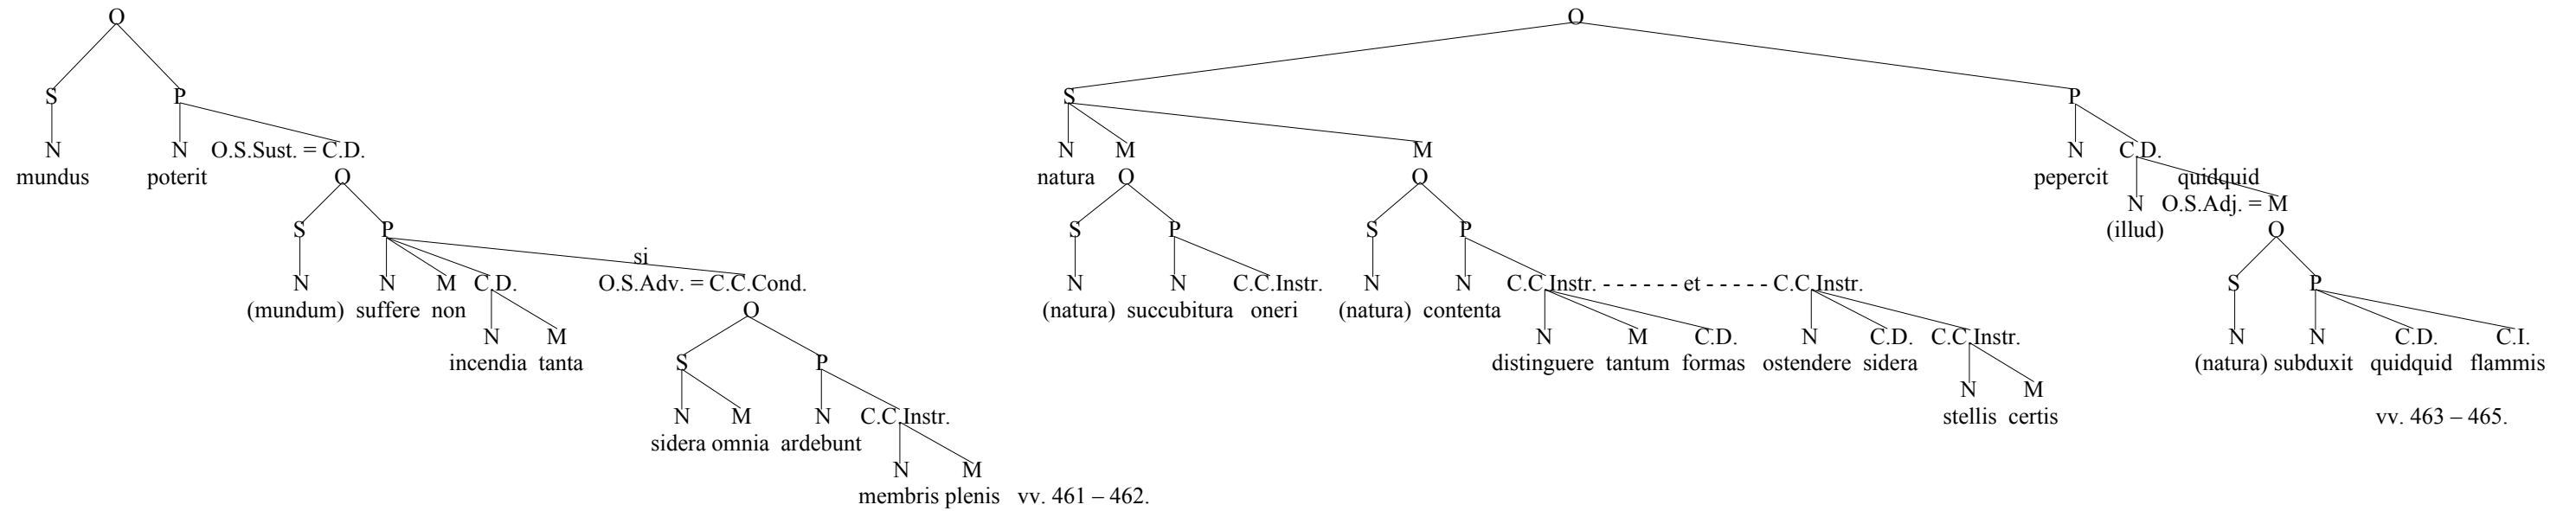 O O
S P S P
N N O.S.Sust. = C.D. N M M N C.D.
mundus poterit O natura O O pepercit quidquid
N O.S.Adj. = M
S P S P S P (illud) O
si
N N M C.D. O.S.Adv. = C.C.Cond. N N C.C.Instr. N N C.C.Instr. - - - - - - et - - - - - C.C.Instr. S P
(mundum) suffere non O (natura) succubitura oneri (natura) contenta
N M N M C.D. N C.D. C.C.Instr. N N C.D. C.I.
incendia tanta S P distinguere tantum formas ostendere sidera (natura) subduxit quidquid flammis
N M N C.C.Instr. N M
sidera omnia ardebunt stellis certis vv. 463 – 465.
N M
membris plenis vv. 461 – 462.